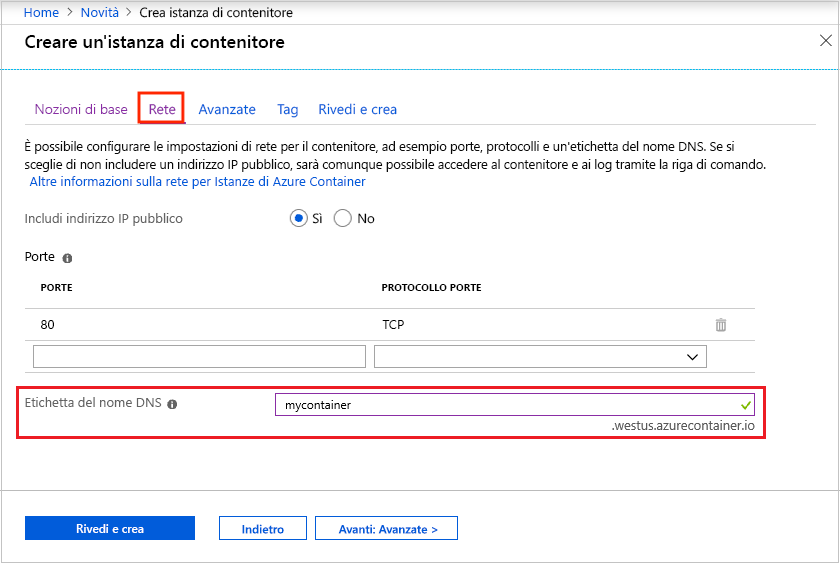 Home > Novità > Crea istanza di contenitore
Creare un'istanza di contenitore
Nozioni di base Rete Avanzate Tag Rivedi e crea
È possibile configurare le impostazioni di rete per il contenitore, ad esempio porte, protocolli e un'etichetta del nome DNS. Se si
sceglie di non includere un indirizzo IP pubblico, sarà comunque possibile accedere al contenitore e ai log tramite la riga di comando.
Altre informazioni sulla rete per Istanze di Azure Container
Includi indirizzo IP pubblico Sì No
Porte
PORTE PROTOCOLLO PORTE
80 TCP
Etichetta del nome DNS mycontainer
.westus.azurecontainer.io
Rivedi e crea Indietro Avanti: Avanzate >